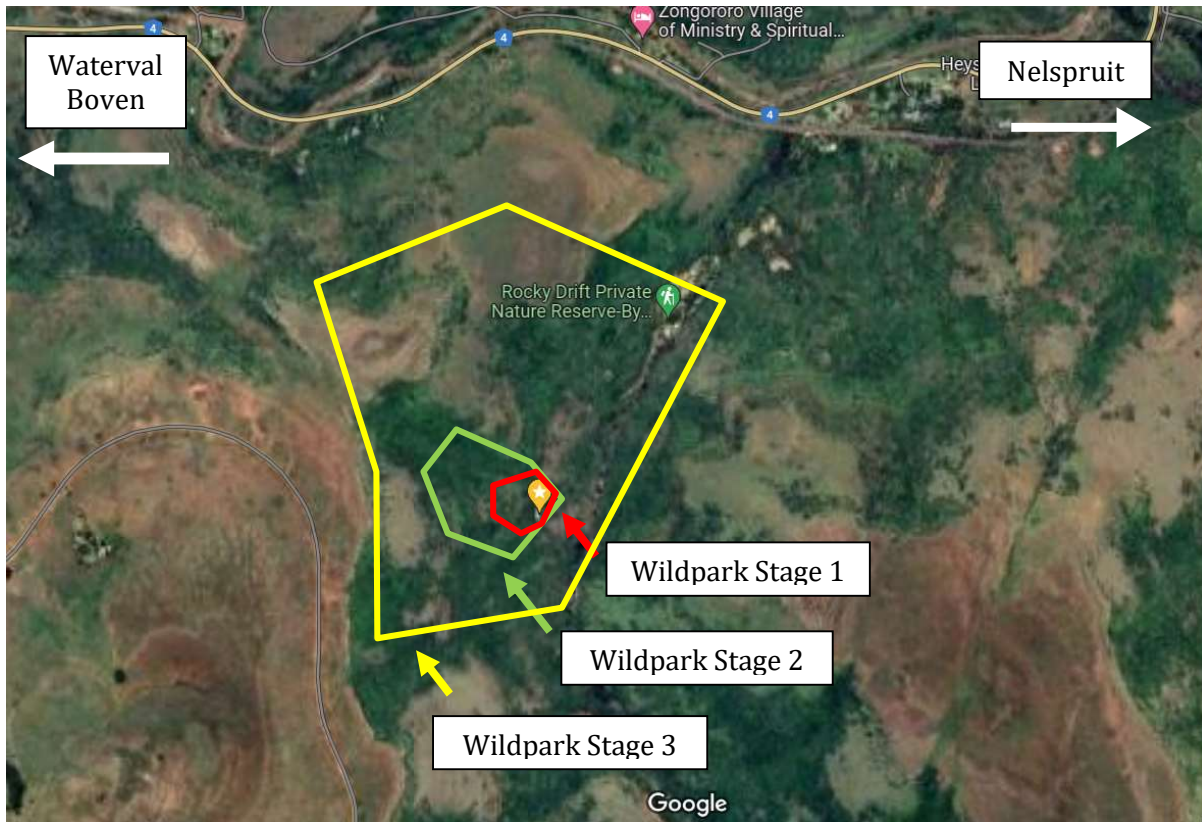 Zongororo Village
of Ministry & Spiritual...
4
4
Waterval
Boven
Heys
L
Nelspruit
4
Rocky Drift Private
Nature Reserve-By...
Wildpark Stage 1
Wildpark Stage 2
Wildpark Stage 3
Google